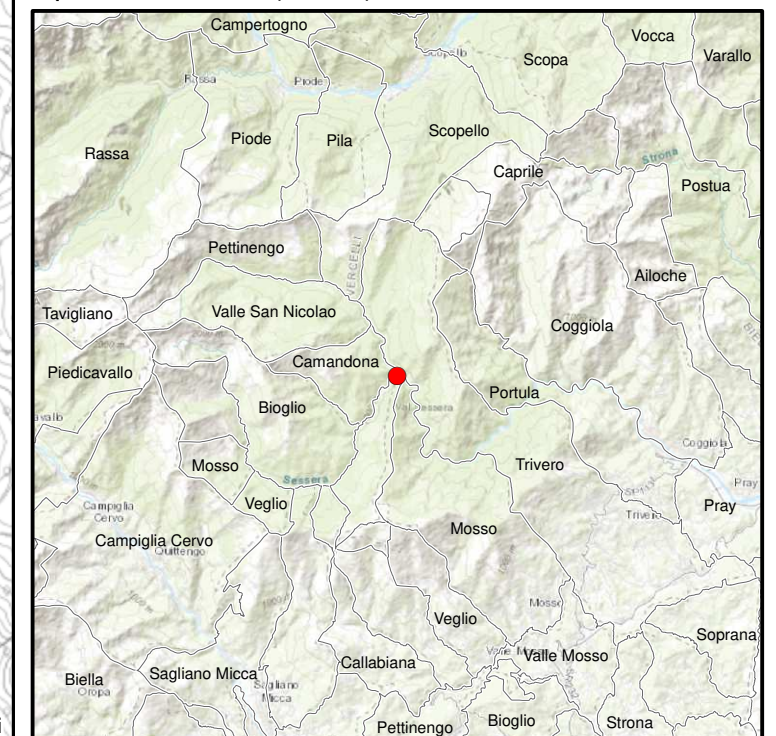 Campertogno
Vocca
Varallo
Scopello
Scopa
Rassa
Piode
Rassa
Piode
Pila
Scopello
Caprile
Strona
Postua
Pettinengo
VERCELLI
Ailoche
Tavigliano
Valle San Nicolao
Coggiola
Piedicavallo
Camandona
Bioglio
Portula
Val Sessera
Coggiola
Mosso
Trivero
Sessera
Veglio
Pray
Pray
Campiglia
Cervo
Trivero
Campiglia Cervo
Quittengo
Mosso
1000 m
Mosso
Veglio
Soprana
Valle Mosso
Callabiana
Sagliano Micca
Biella
Oropa
Sagliano
Micca
Pettinengo
Bioglio
Strona